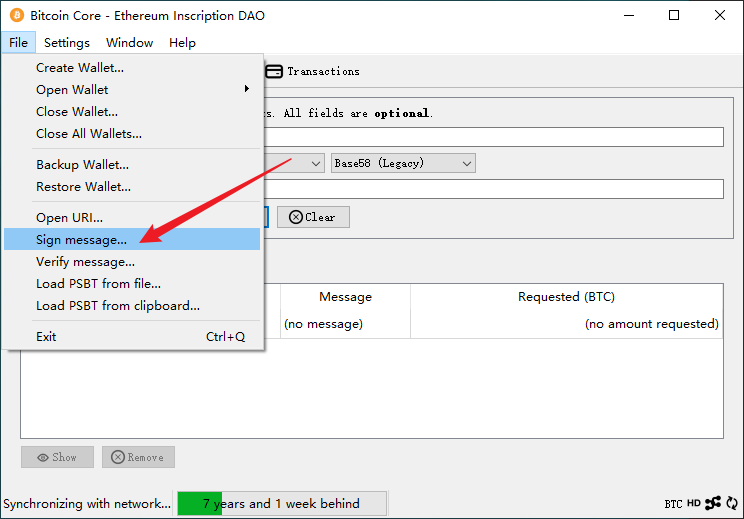 Bitcoin Core - Ethereum Inscription DAO
File Settings Window Help
Create Wallet...
Open Wallet
Close Wallet...
Close All Wallets...
Backup Wallet...
Restore Wallet...
Open URI...
Sign message...
Verify message...
Load PSBT from file...
Load PSBT from clipboard...
Exit Ctrl+Q
Transactions
. All fields are optional.
Base58 (Legacy)
Clear
Message Requested (BTC)
(no message) (no amount requested)
Show Remove
Synchronizing with network... 7 years and 1 week behind BTC HD